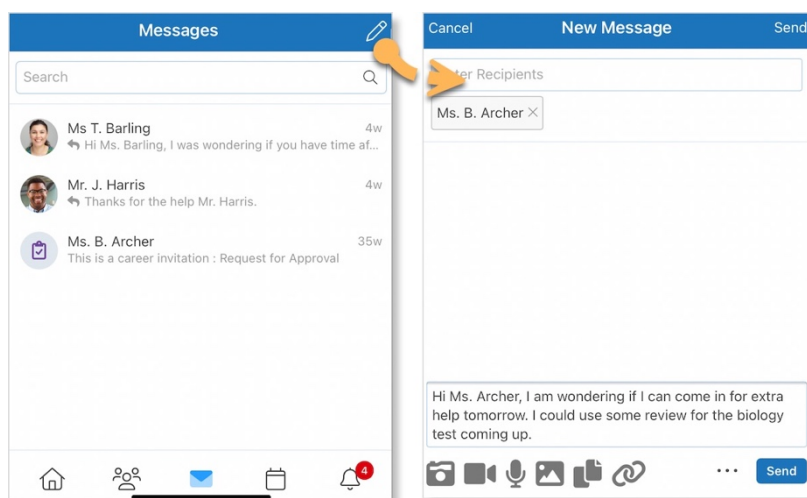 Messages
Search
Ms T. Barling
4w
Hi Ms. Barling, I was wondering if you have time af...
Mr. J. Harris
4w
Thanks for the help Mr. Harris.
Ms. B. Archer
35w
This is a career invitation : Request for Approval
4
Cancel
New Message
Send
Recipients
Ms. B. Archer ×
Hi Ms. Archer, I am wondering if I can come in for extra
help tomorrow. I could use some review for the biology
test coming up.
...
Send